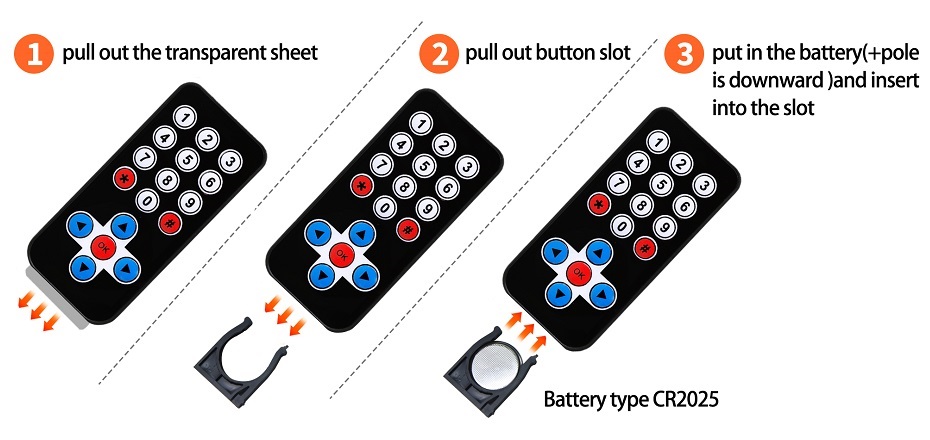 1 pull out the transparent sheet
2 pull out button slot
3 put in the battery(+pole
is downward )and insert
into the slot
1
4 2
7 5 3
* 8 6
0 9
#
OK
1
4 2
7 5 3
* 8 6
0 9
#
OK
1
4 2
7 5 3
* 8 6
0 9
#
OK
Battery type CR2025